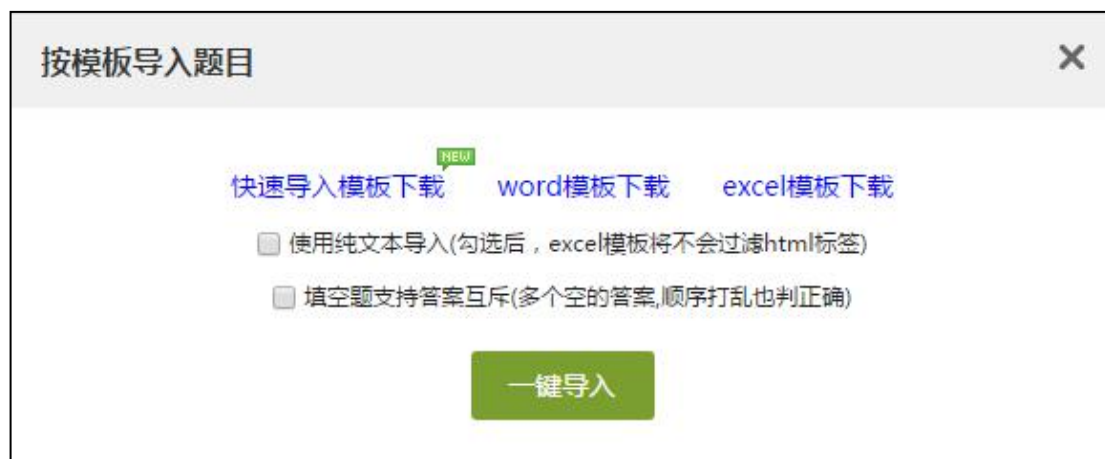 按模板导入题目
NEW
快速导入模板下载 word模板下载 excel模板下载
使用纯文本导入(勾选后，excel模板将不会过滤html标签)
填空题支持答案互斥(多个空的答案,顺序打乱也判正确)
一键导入